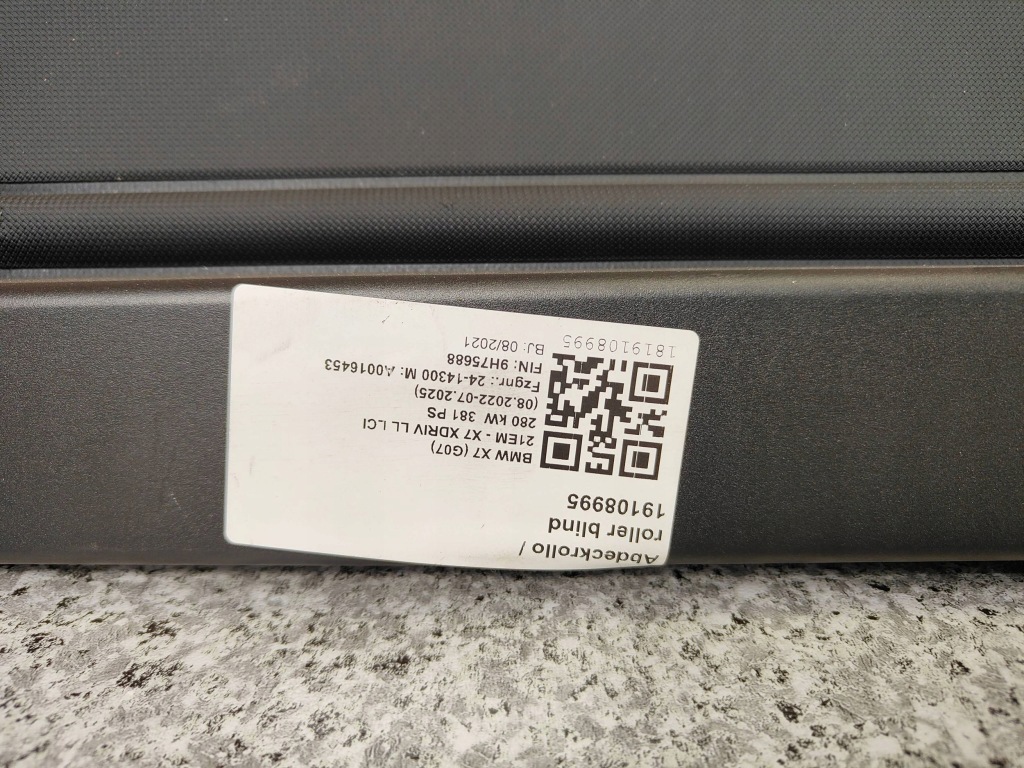 Abdeckrollo /
roller blind
19108995
BMW X7 (G07)
21EM - X7 XDRIV LL LCI
280 kW 381 PS
(08.2022-07.2025)
Fzgnr.: 24-14300 M: A0016453
FIN: 9H75688
BJ: 08/2021
1819108995